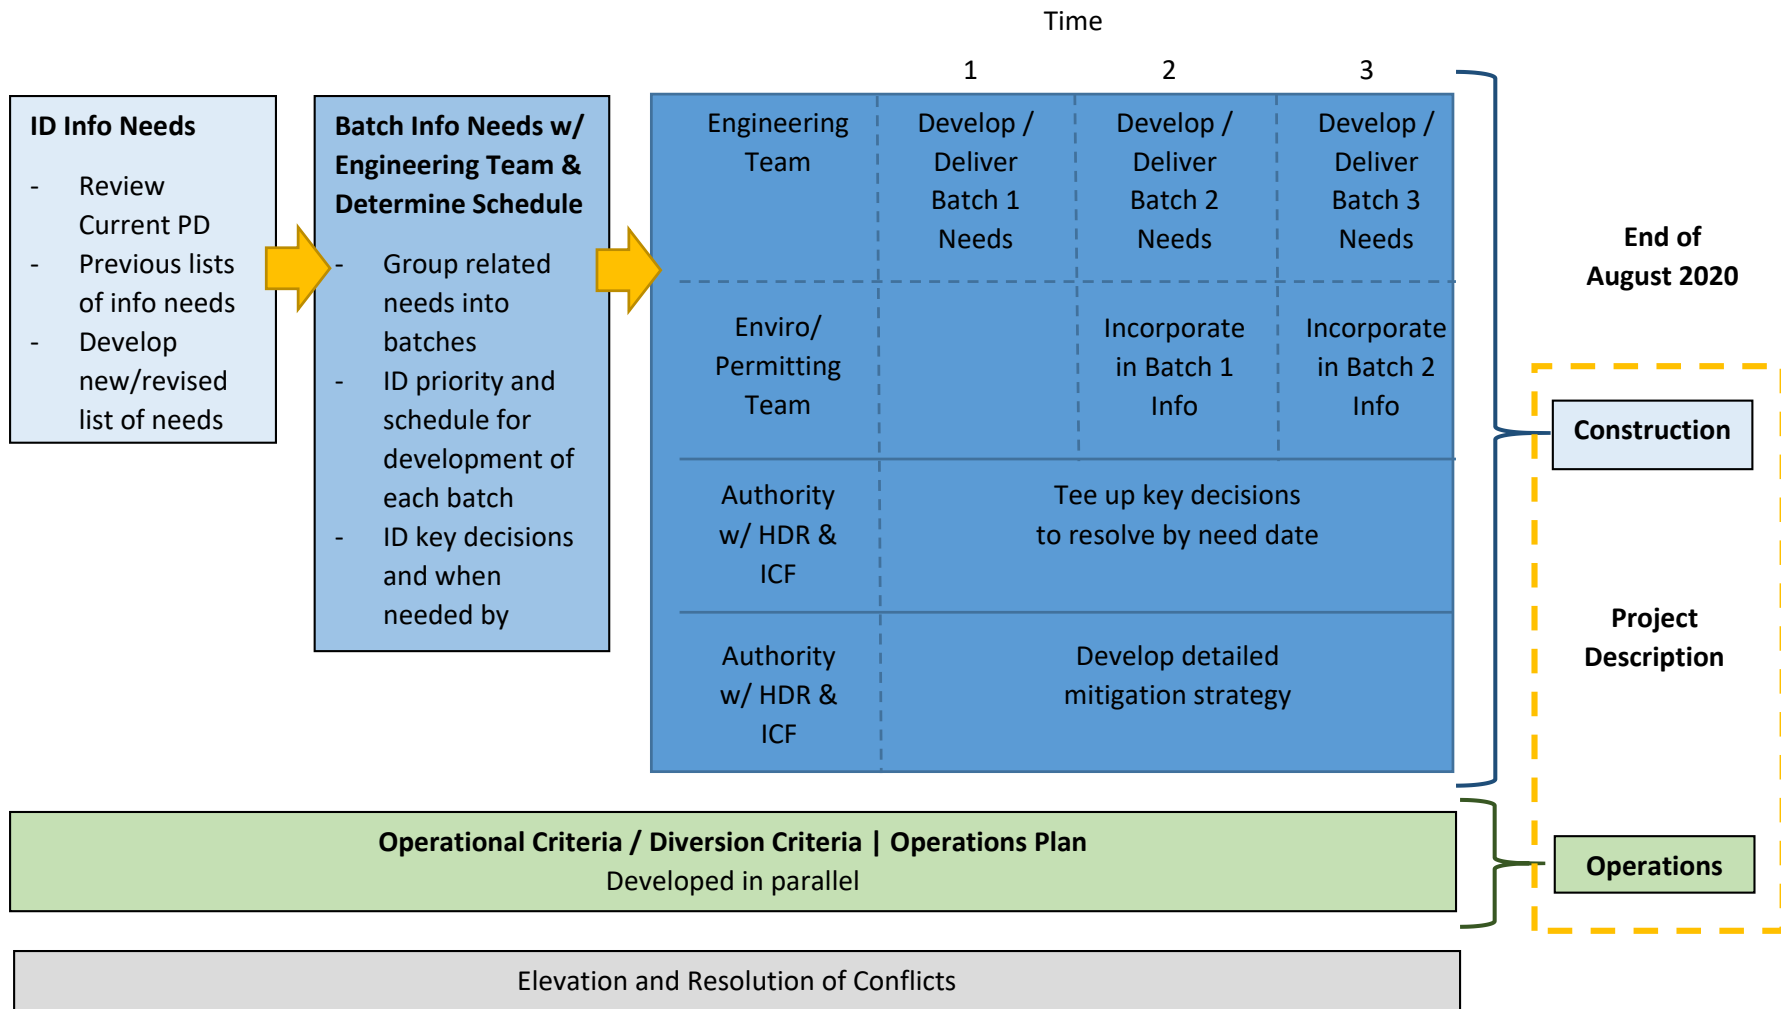 Time
1 2 3
ID Info Needs
- Review
Current PD
- Previous lists
of info needs
- Develop
new/revised
list of needs
Batch Info Needs w/
Engineering Team &
Determine Schedule
- Group related
needs into
batches
- ID priority and
schedule for
development of
each batch
- ID key decisions
and when
needed by
Engineering
Team
Develop /
Deliver
Batch 1
Needs
Develop /
Deliver
Batch 2
Needs
Develop /
Deliver
Batch 3
Needs
Enviro/
Permitting
Team
Incorporate
in Batch 1
Info
Incorporate
in Batch 2
Info
Authority
w/ HDR &
ICF
Tee up key decisions
to resolve by need date
Authority
w/ HDR &
ICF
Develop detailed
mitigation strategy
End of
August 2020
Construction
Project
Description
Operations
Operational Criteria / Diversion Criteria | Operations Plan
Developed in parallel
Elevation and Resolution of Conflicts